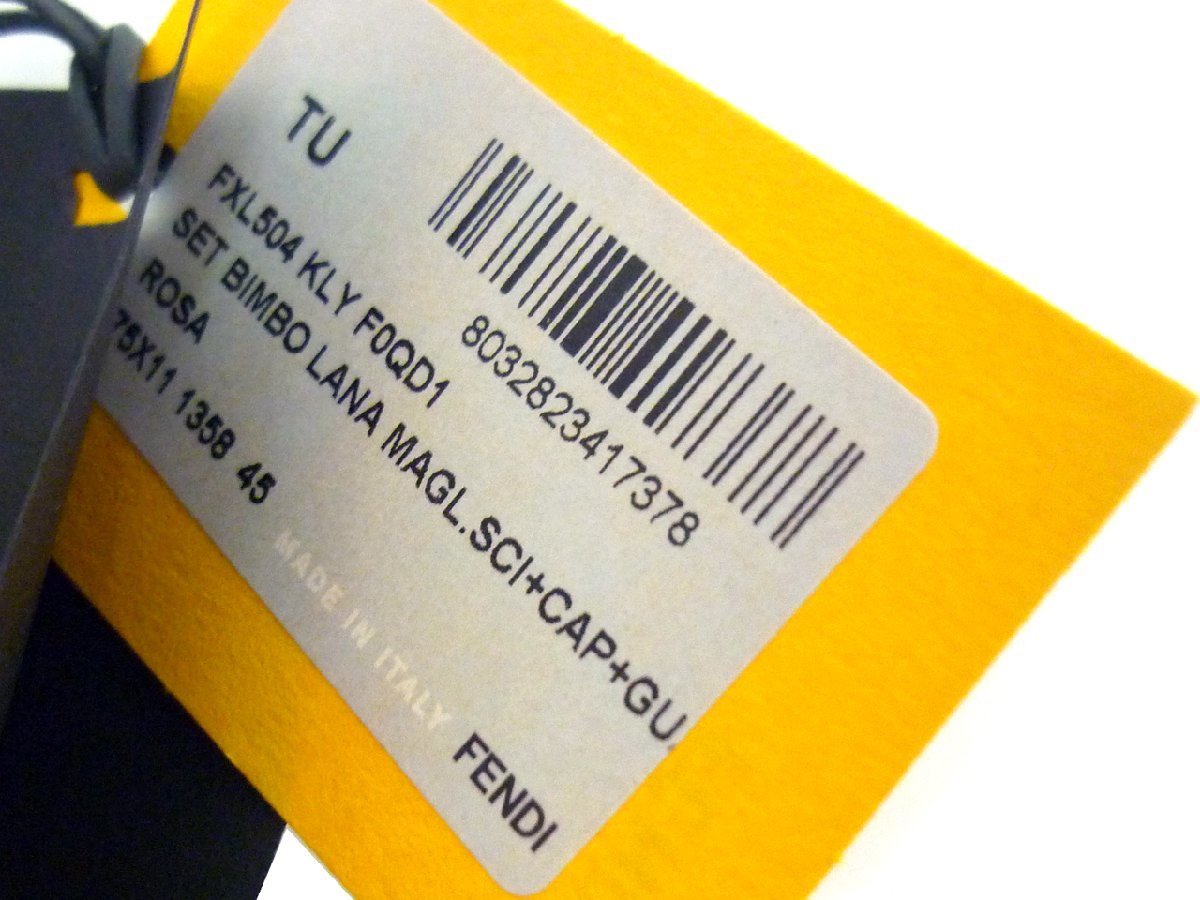 TU
8032823417378
FXL504 KLY F0QD1
SET BIMBO LANA MAGL.SCI+CAP+GU
ROSA
75X11 1358 45
MADE IN ITALY
FENDI